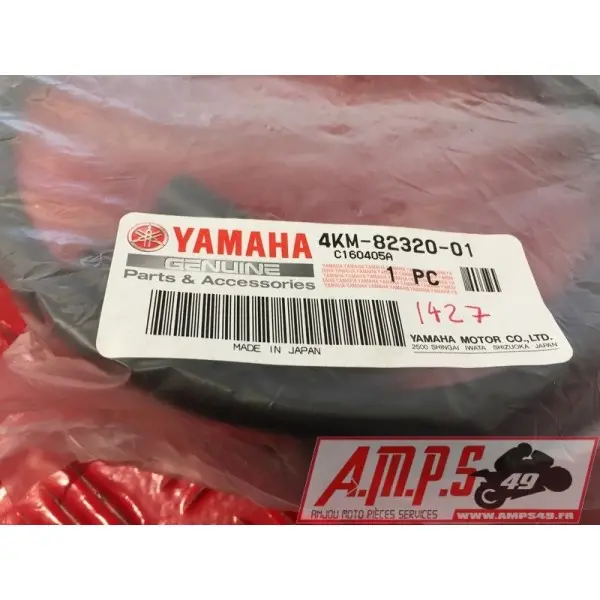 YAMAHA
4KM-82320-01
C160405A
GENUINE
Parts & Accessories
1 PC
1427
MADE IN JAPAN
YAMAHA MOTOR CO.,LTD.
2500 SHINGAI IWATA SHIZUOKA JAPAN
A.M.P.S
49
ANJOU MOTO PIÈCES SERVICES
WWW.AMPS49.FR